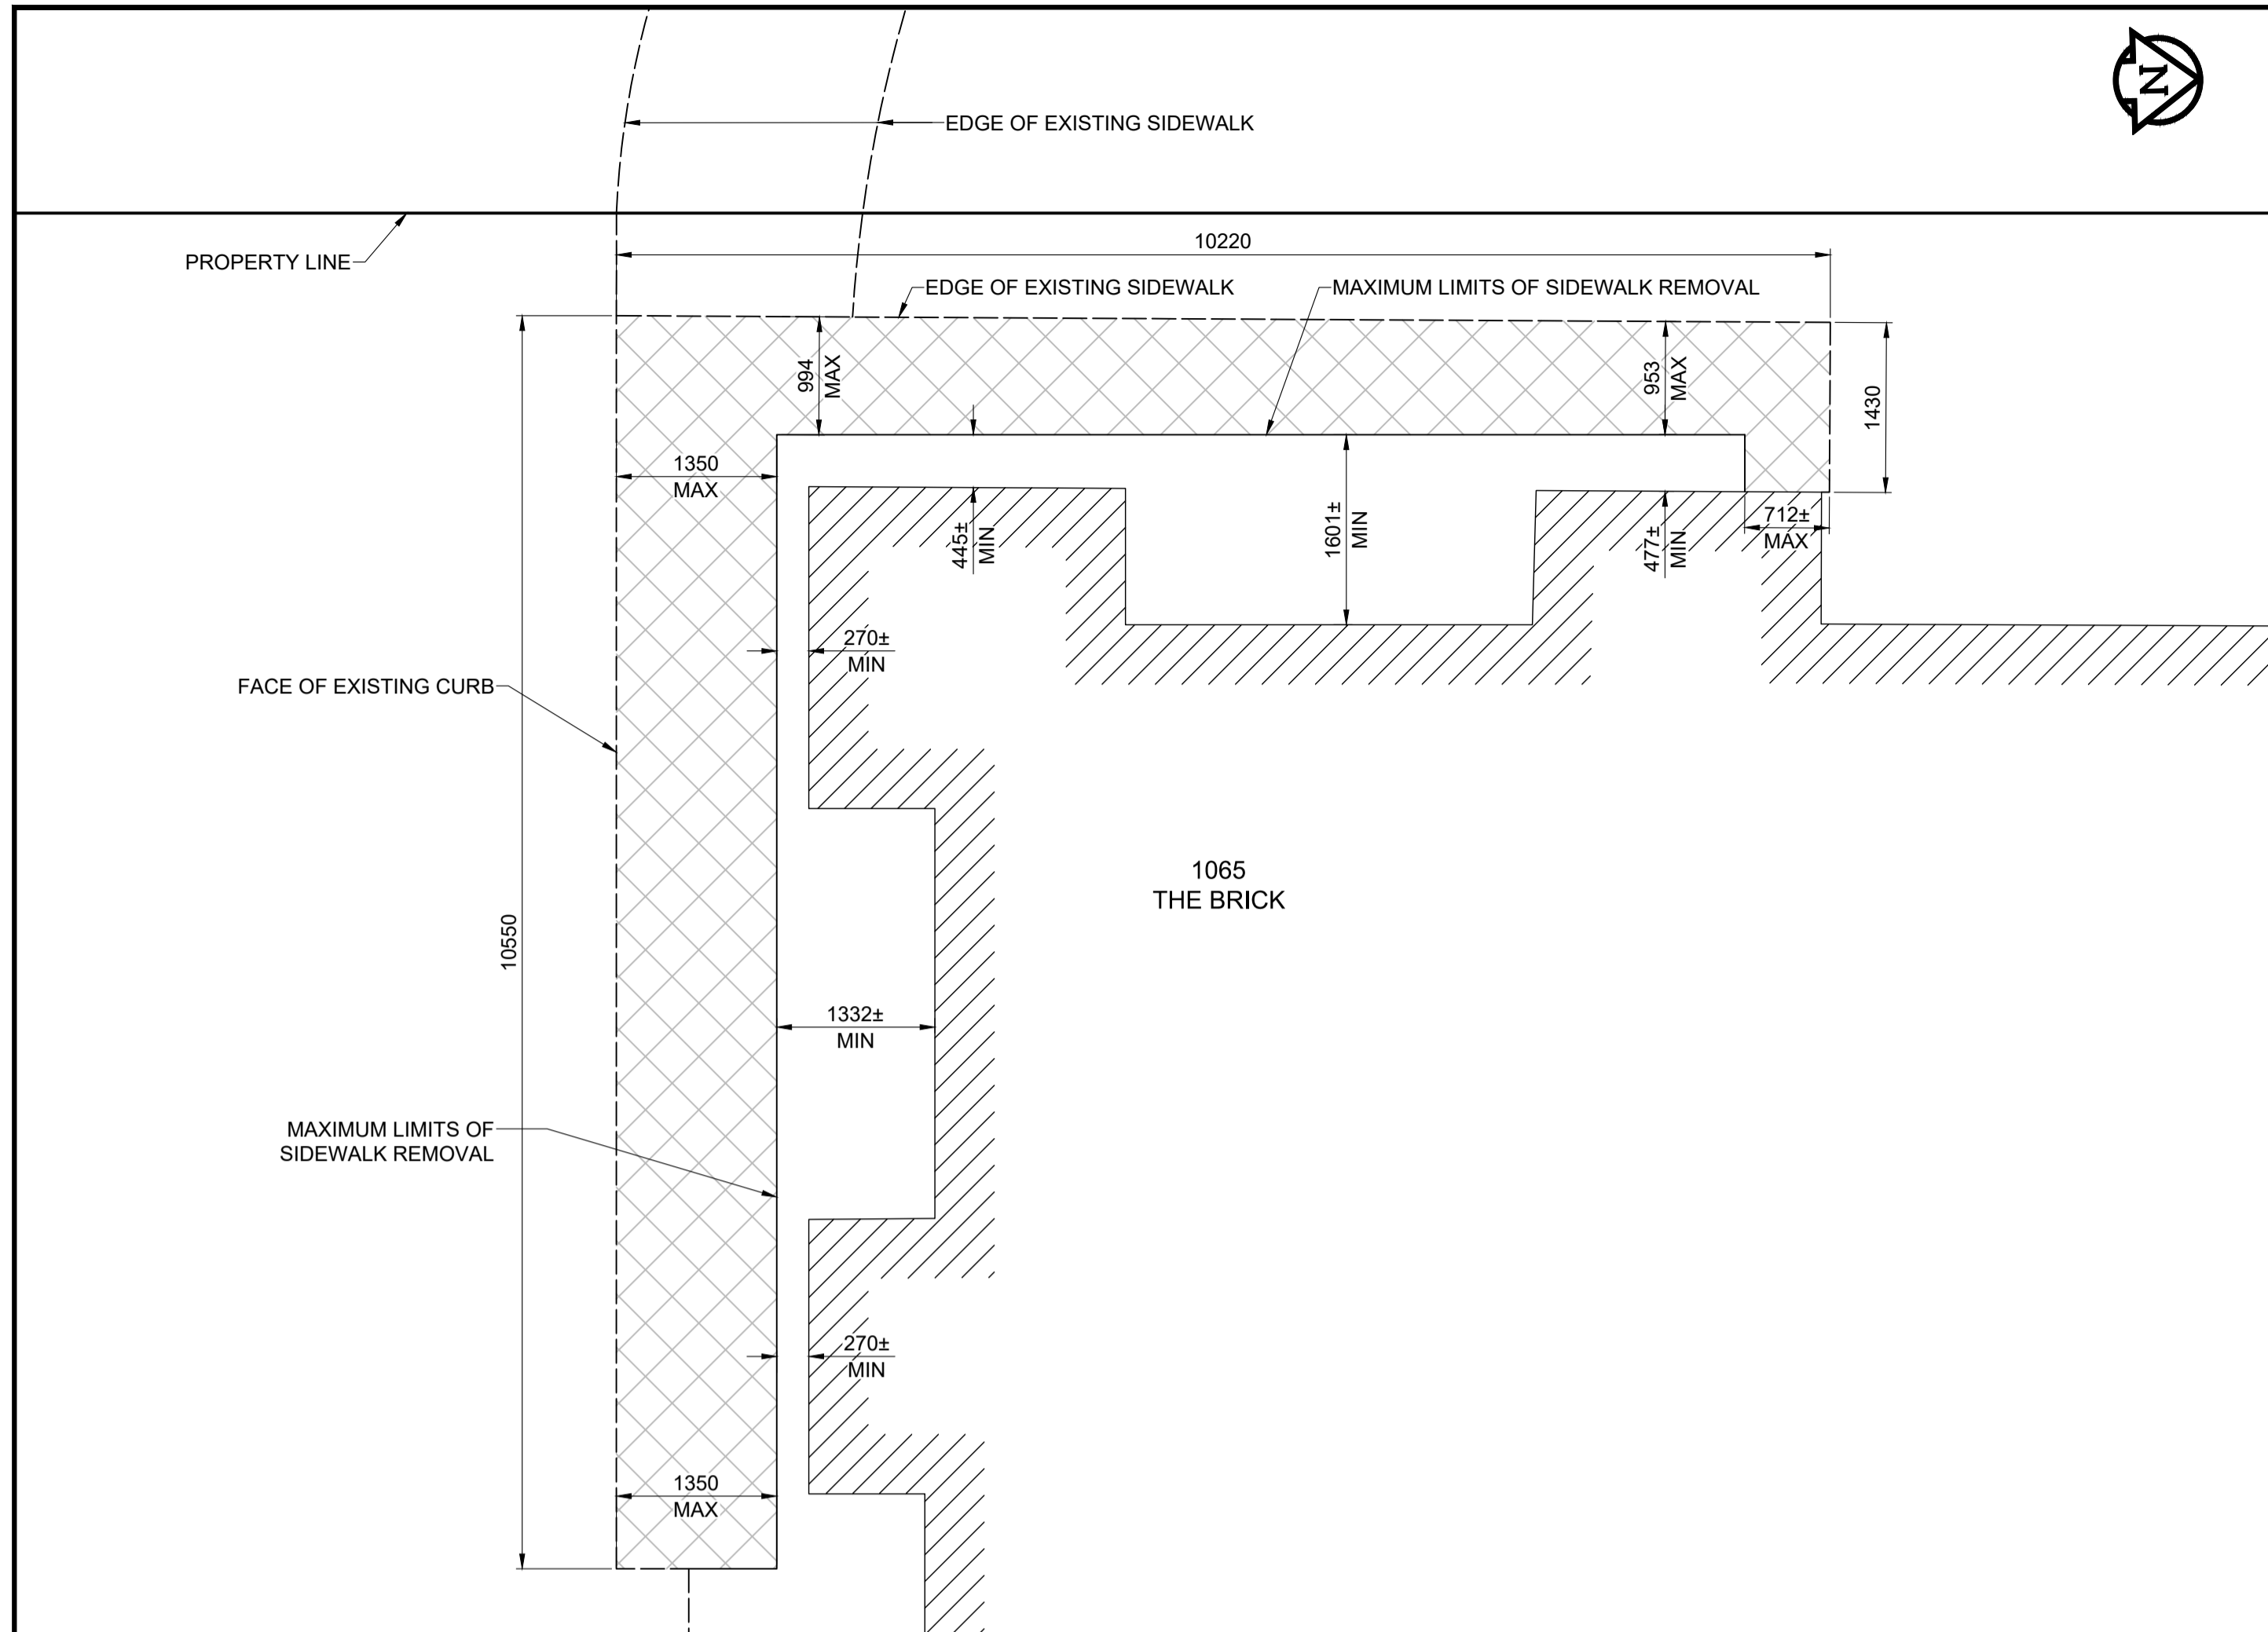 N
EDGE OF EXISTING SIDEWALK
PROPERTY LINE
10220
EDGE OF EXISTING SIDEWALK
MAXIMUM LIMITS OF SIDEWALK REMOVAL
994
MAX
953
MAX
1430
1350
MAX
445±
MIN
1601±
MIN
477±
MIN
712±
MAX
270±
MIN
FACE OF EXISTING CURB
1065
THE BRICK
10550
1332±
MIN
MAXIMUM LIMITS OF
SIDEWALK REMOVAL
270±
MIN
1350
MAX